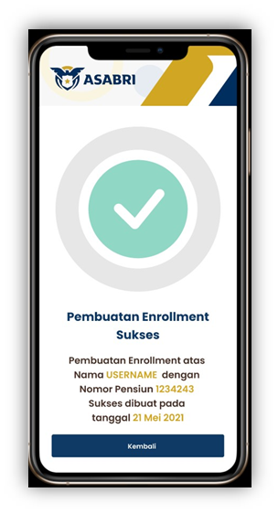 ASABRI
Pembuatan Enrollment
Sukses
Pembuatan Enrollment atas
Nama USERNAME dengan
Nomor Pensiun 1234243
Sukses dibuat pada
tanggal 21 Mei 2021
Kembali